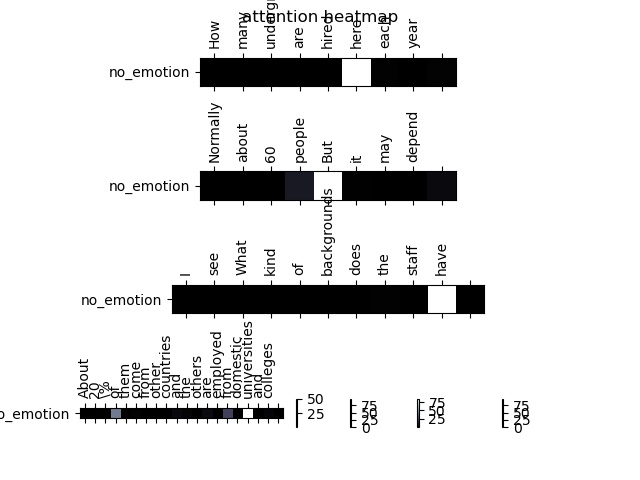 attention heatmap
How many are hired here each year
no_emotion
Normally about 60 people But it may depend
no_emotion
I see What kind of backgrounds does the staff have
no_emotion
About 20 % of them come from other countries and the others are employed from domestic universities and colleges
o_emotion
50
25
75
50
25
0
75
50
25
75
50
25
0